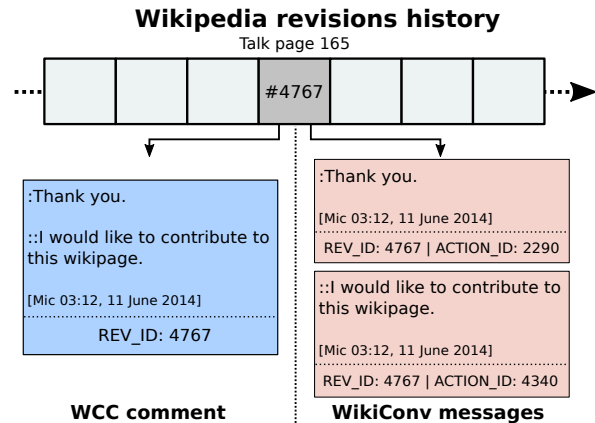 Wikipedia revisions history
Talk page 165
#4767
:Thank you.
::I would like to contribute to
this wikipage.
[Mic 03:12, 11 June 2014]
REV_ID: 4767
WCC comment
:Thank you.
[Mic 03:12, 11 June 2014]
REV_ID: 4767 | ACTION_ID: 2290
::I would like to contribute to
this wikipage.
[Mic 03:12, 11 June 2014]
REV_ID: 4767 | ACTION_ID: 4340
WikiConv messages